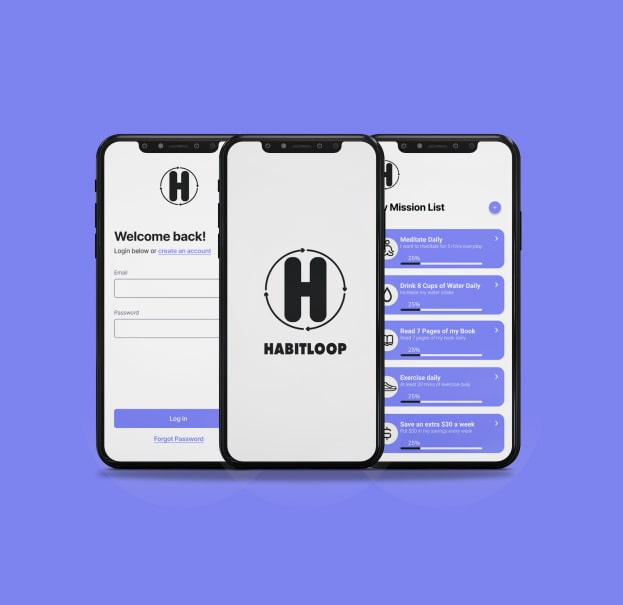 H
Welcome back!
Login below or create an account
Email
Password
Log in
Forgot Password
H
HABITLOOP
H
y Mission List
+
Meditate Daily
I want to meditate for 5 mins everyday
25%
Drink 8 Cups of Water Daily
Increase my water intake
25%
Read 7 Pages of my Book
Read 7 pages of my book daily
25%
Exercise daily
At least 20 mins of exercise daily
25%
Save an extra $30 a week
Put $30 in my savings every week
25%